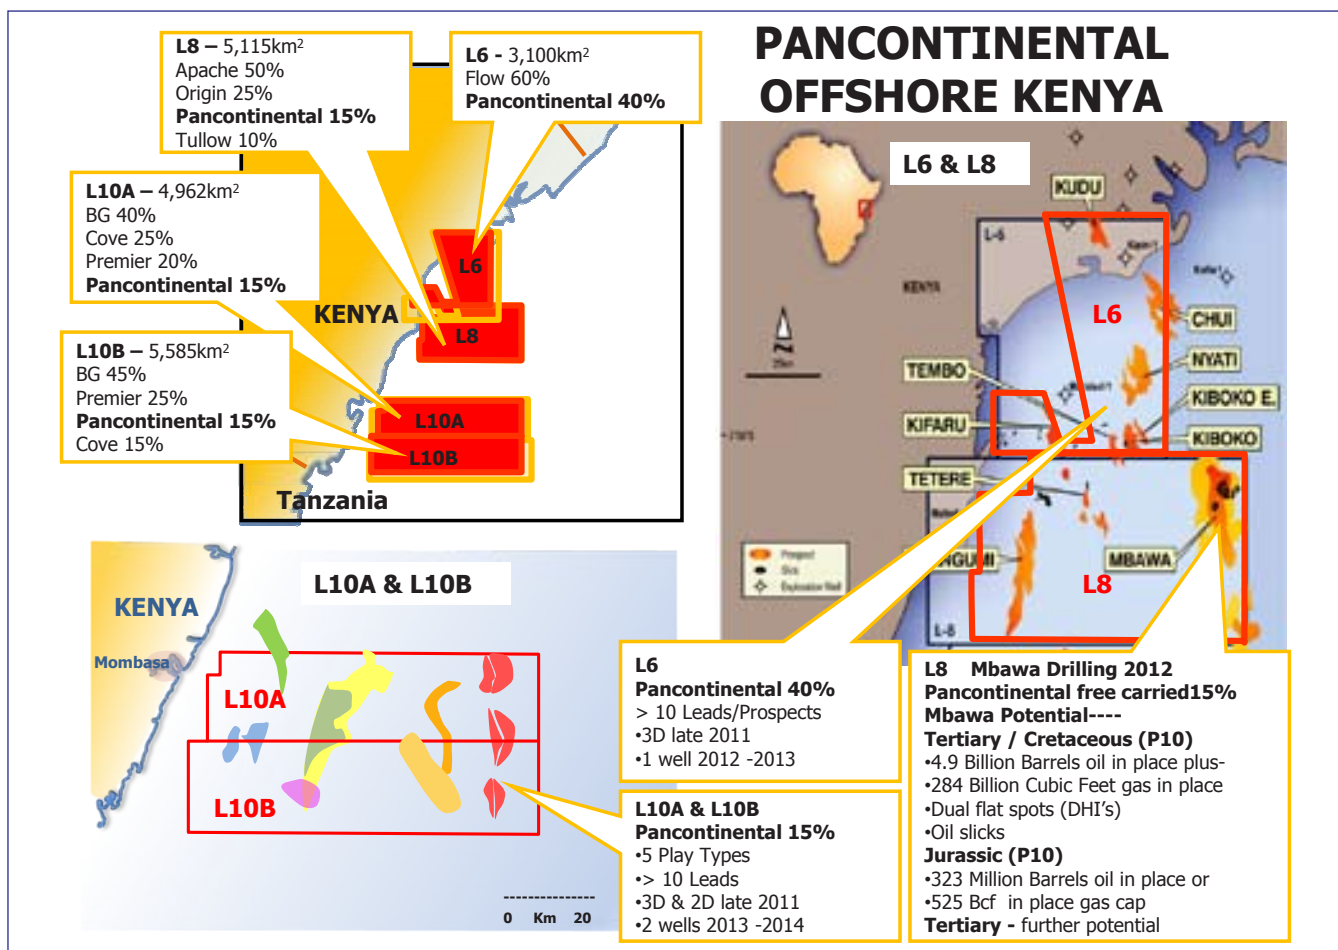 PANCONTINENTAL
OFFSHORE KENYA
L8 – 5,115km²
Apache 50%
Origin 25%
Pancontinental 15%
Tullow 10%
L6 - 3,100km²
Flow 60%
Pancontinental 40%
L10A – 4,962km²
BG 40%
Cove 25%
Premier 20%
Pancontinental 15%
L10B – 5,585km²
BG 45%
Premier 25%
Pancontinental 15%
Cove 15%
L6
KENYA
L8
L10A
L10B
Tanzania
L6 & L8
KUDU
L-6
KENYA
L6
CHUI
NYATI
TEMBO
KIBOKO E.
KIFARU
KIBOKO
TETERE
MBAWA
Prospect
Slick
Exploration Well
L8
L-8
L10A & L10B
KENYA
Mombasa
L10A
L10B
0 Km 20
L6
Pancontinental 40%
> 10 Leads/Prospects
•3D late 2011
•1 well 2012 -2013
L10A & L10B
Pancontinental 15%
•5 Play Types
•> 10 Leads
•3D & 2D late 2011
•2 wells 2013 -2014
L8 Mbawa Drilling 2012
Pancontinental free carried15%
Mbawa Potential----
Tertiary / Cretaceous (P10)
•4.9 Billion Barrels oil in place plus-
•284 Billion Cubic Feet gas in place
•Dual flat spots (DHI's)
•Oil slicks
Jurassic (P10)
•323 Million Barrels oil in place or
•525 Bcf in place gas cap
Tertiary - further potential